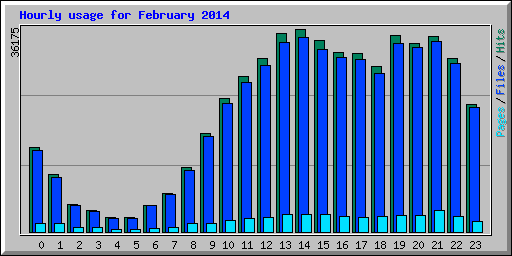 Hourly usage for February 2014
36175
Pages/Files/Hits
0 1 2 3 4 5 6 7 8 9 10 11 12 13 14 15 16 17 18 19 20 21 22 23